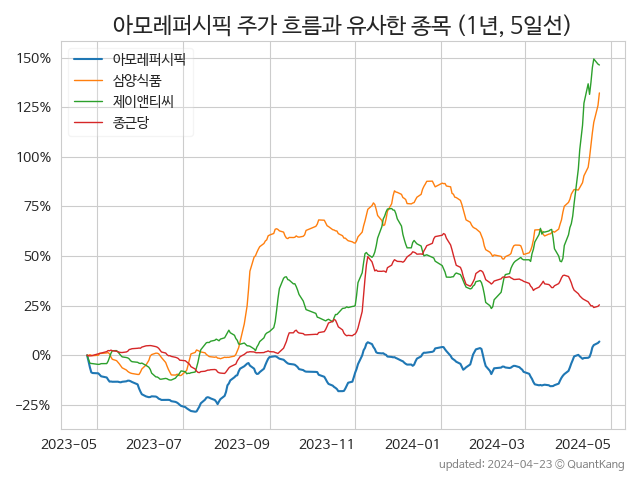 아모레퍼시픽 주가 흐름과 유사한 종목 (1년, 5일선)
아모레퍼시픽
삼양식품
제이앤티씨
종근당
150%
125%
100%
75%
50%
25%
0%
−25%
2023-05
2023-07
2023-09
2023-11
2024-01
2024-03
2024-05
updated: 2024-04-23 © QuantKang